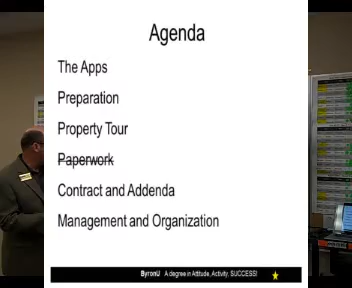 Agenda
The Apps
Preparation
Property Tour
Paperwork
Contract and Addenda
Management and Organization
ByronU A degree in Attitude, Activity, SUCCESS!